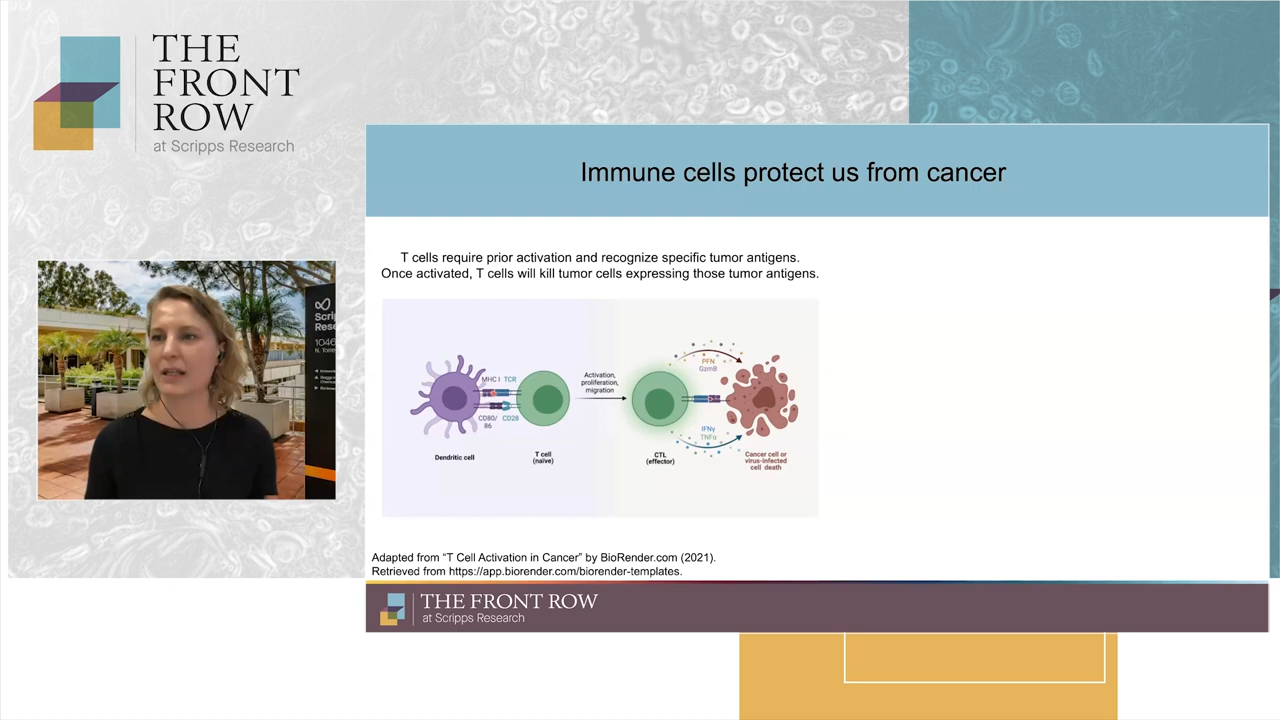 THE
FRONT
ROW
at Scripps Research
Immune cells protect us from cancer
T cells require prior activation and recognize specific tumor antigens.
Once activated, T cells will kill tumor cells expressing those tumor antigens.
MHC I TCR
CD80/
86
CD28
Dendritic cell
T cell
(naïve)
Activation,
proliferation,
migration
PFN
GzmB
IFNγ
TNFα
CTL
(effector)
Cancer cell or
virus-infected
cell death
Adapted from “T Cell Activation in Cancer” by BioRender.com (2021).
Retrieved from https://app.biorender.com/biorender-templates.
THE FRONT ROW
at Scripps Research
1046